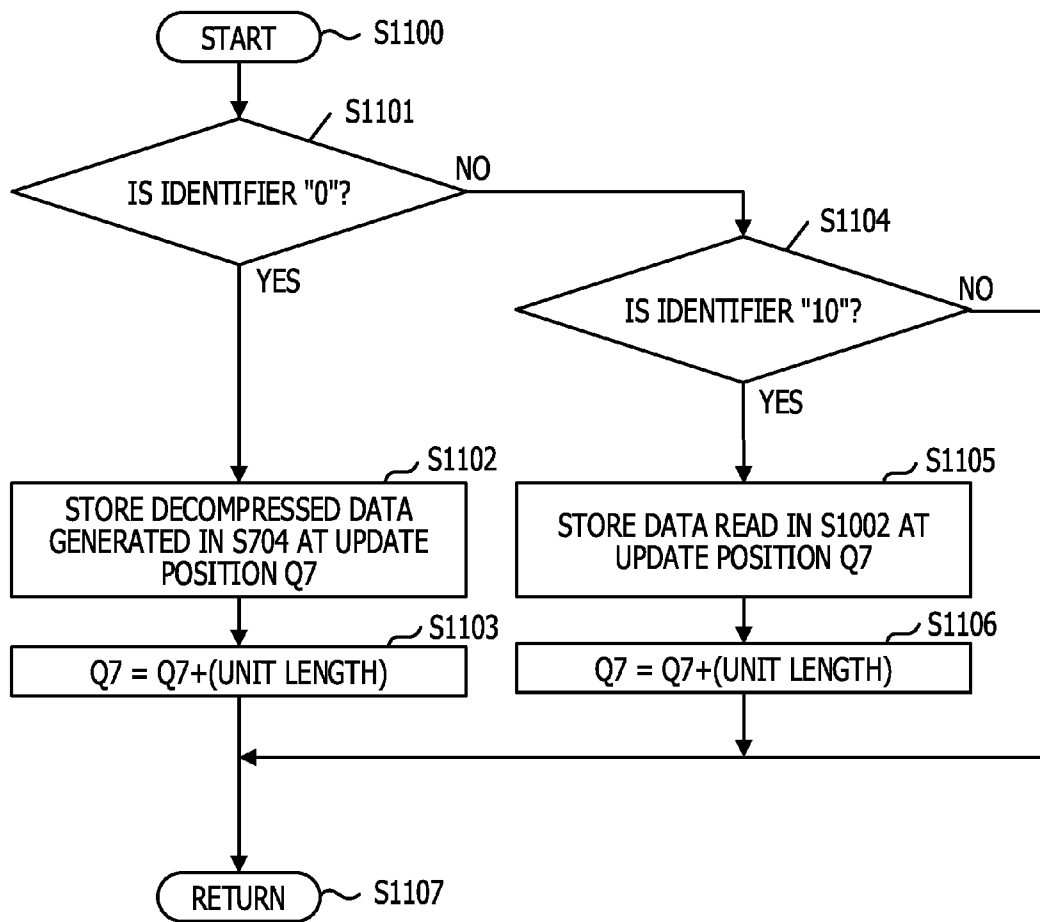 START
S1100
S1101
IS IDENTIFIER "0"?
NO
YES
S1104
IS IDENTIFIER "10"?
NO
YES
S1102
STORE DECOMPRESSED DATA
GENERATED IN S704 AT UPDATE
POSITION Q7
S1103
Q7 = Q7+(UNIT LENGTH)
S1105
STORE DATA READ IN S1002 AT
UPDATE POSITION Q7
S1106
Q7 = Q7+(UNIT LENGTH)
RETURN
S1107